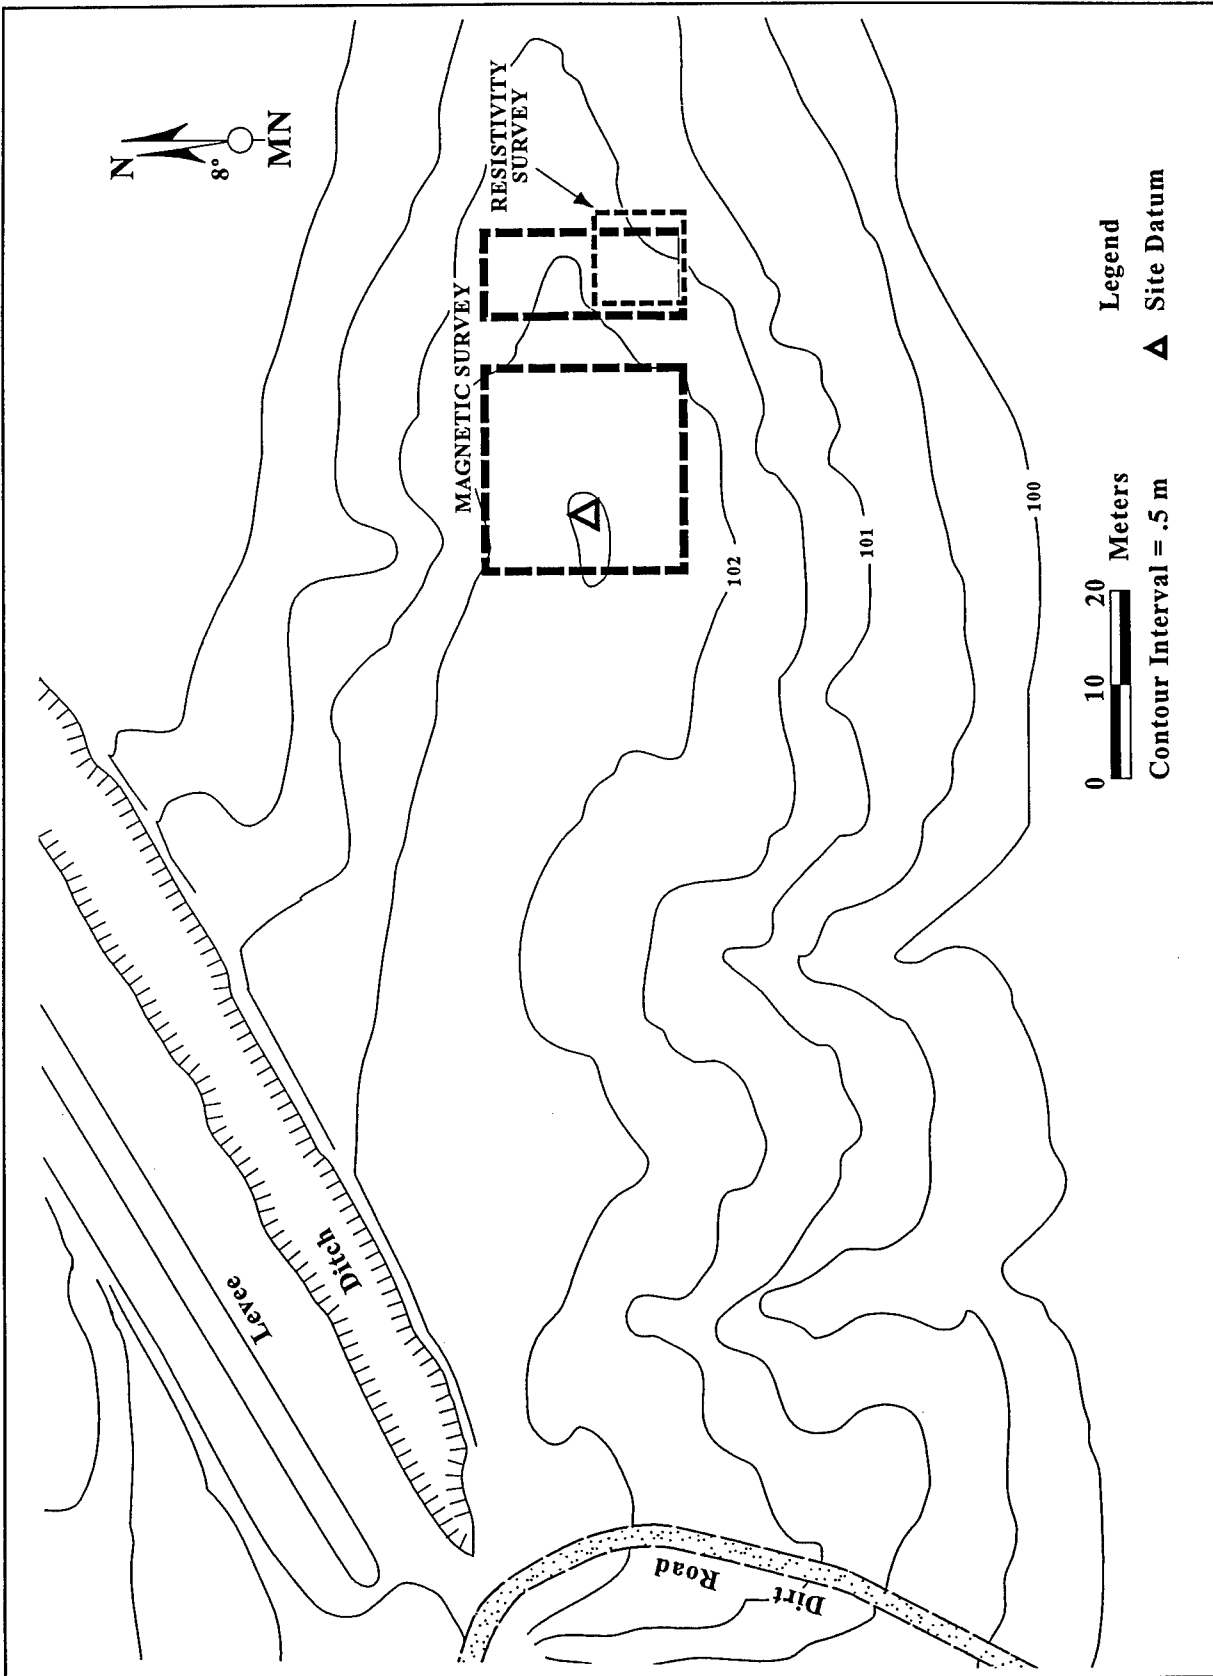 N
8°
MN
RESISTIVITY
SURVEY
MAGNETIC SURVEY
Levee
Ditch
102
101
100
Dirt
Road
Legend
Site Datum
0 10 20
Meters
Contour Interval = .5 m